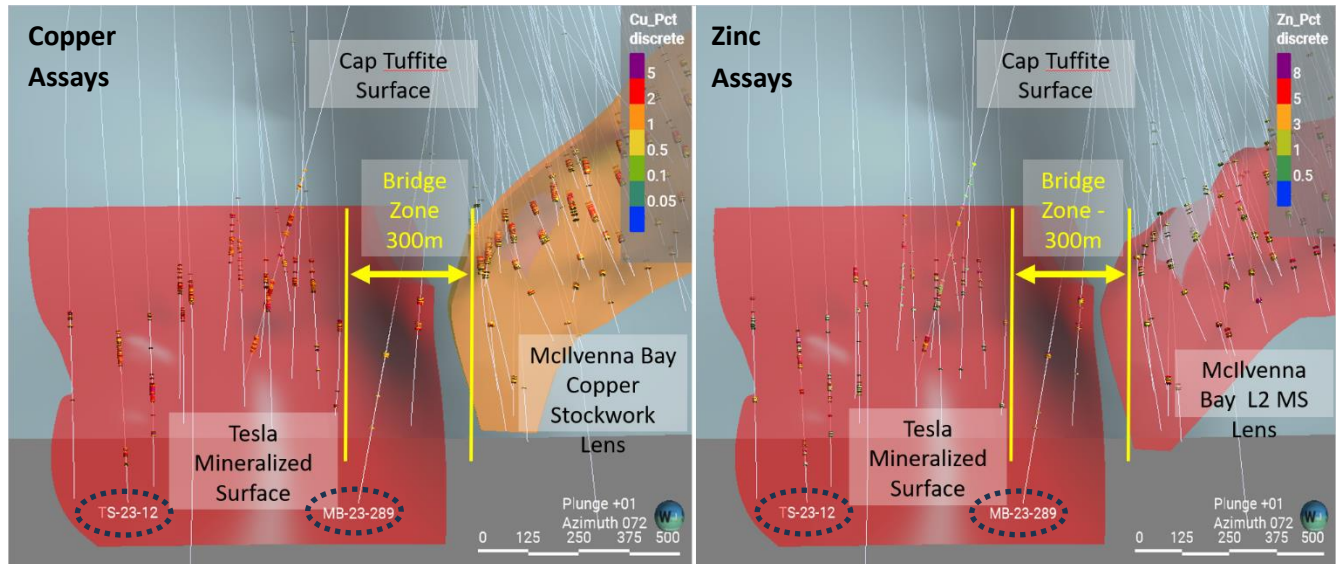 Copper
Assays
Cap Tuffite
Surface
Cu_Pct
discrete
5
2
1
0.5
0.1
0.05
Bridge
Zone
300m
McIlvenna Bay
Copper
Stockwork
Lens
Tesla
Mineralized
Surface
TS-23-12
MB-23-289
Plunge +01
Azimuth 072
0 125 250 375 500
Zinc
Assays
Cap Tuffite
Surface
Zn_Pct
discrete
8
5
3
1
0.5
Bridge
Zone -
300m
McIlvenna
Bay L2 MS
Lens
Tesla
Mineralized
Surface
TS-23-12
MB-23-289
Plunge +01
Azimuth 072
0 125 250 375 500